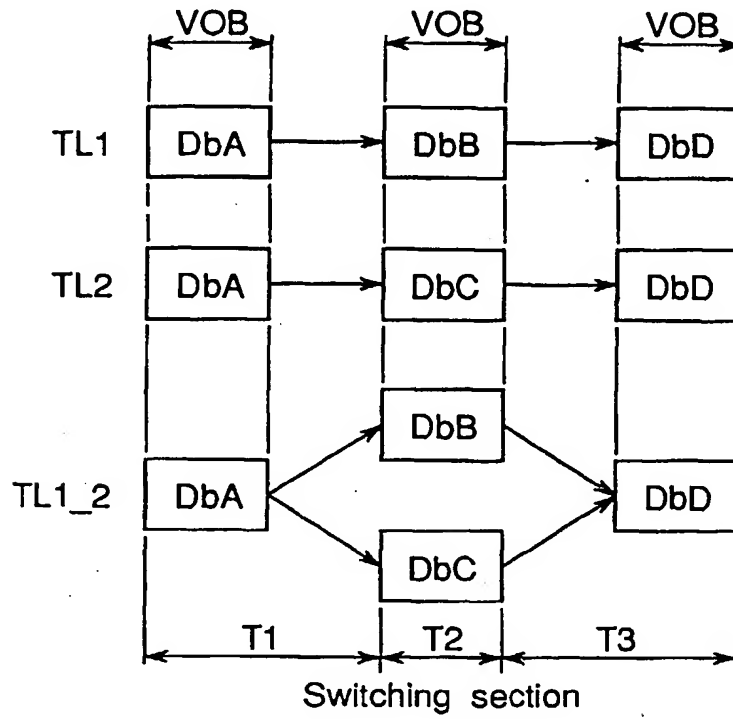 VOB VOB VOB
TL1 DbA DbB DbD
TL2 DbA DbC DbD
DbB
TL1_2 DbA DbD
DbC
T1 T2 T3
Switching section